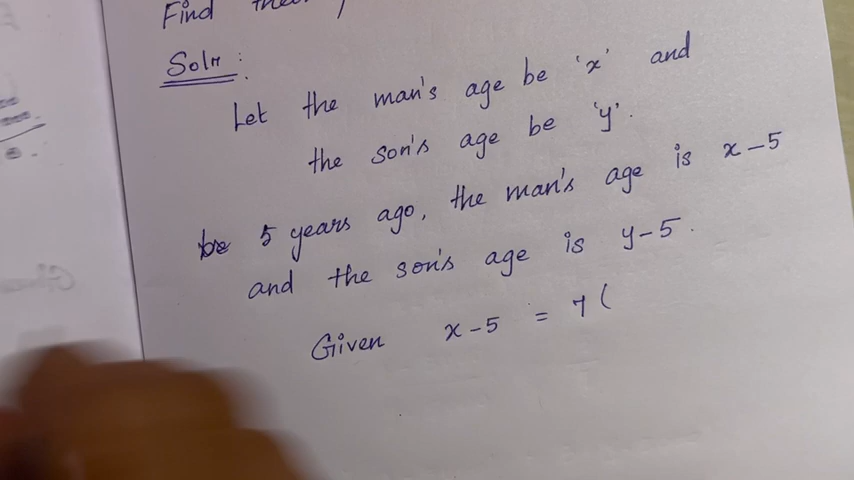 Find
Soln:
Let the man's age be 'x' and
the son's age be 'y'.
5 years ago, the man's age is x-5
and the son's age is y-5.
Given x-5 = 7(